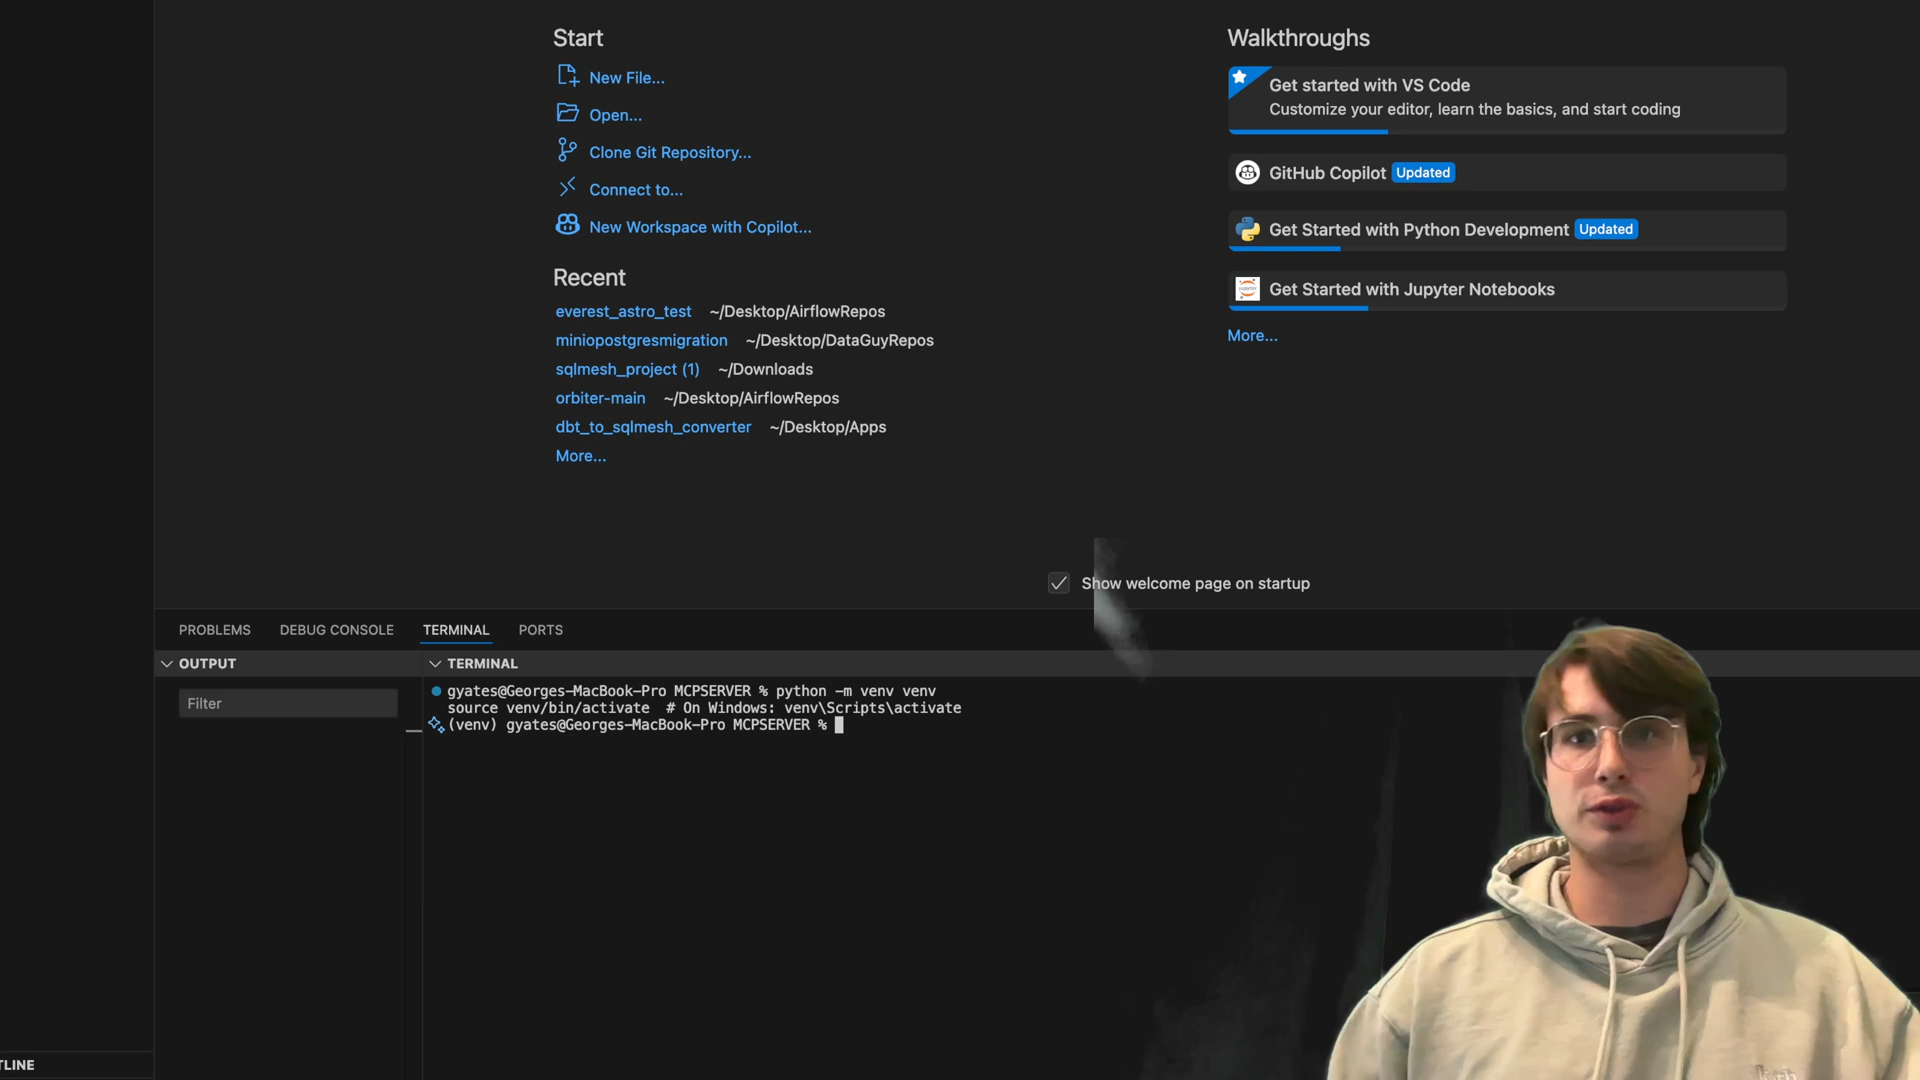 Start
New File...
Open...
Clone Git Repository...
Connect to...
New Workspace with Copilot...
Recent
everest_astro_test ~/Desktop/AirflowRepos
miniopostgresmigration ~/Desktop/DataGuyRepos
sqlmesh_project (1) ~/Downloads
orbiter-main ~/Desktop/AirflowRepos
dbt_to_sqlmesh_converter ~/Desktop/Apps
More...
Walkthroughs
Get started with VS Code
Customize your editor, learn the basics, and start coding
GitHub Copilot Updated
Get Started with Python Development Updated
Get Started with Jupyter Notebooks
More...
Show welcome page on startup
PROBLEMS DEBUG CONSOLE TERMINAL PORTS
OUTPUT
Filter
TERMINAL
gyates@Georges-MacBook-Pro MCPSERVER % python -m venv venv
source venv/bin/activate # On Windows: venv\Scripts\activate
(venv) gyates@Georges-MacBook-Pro MCPSERVER %
TLINE